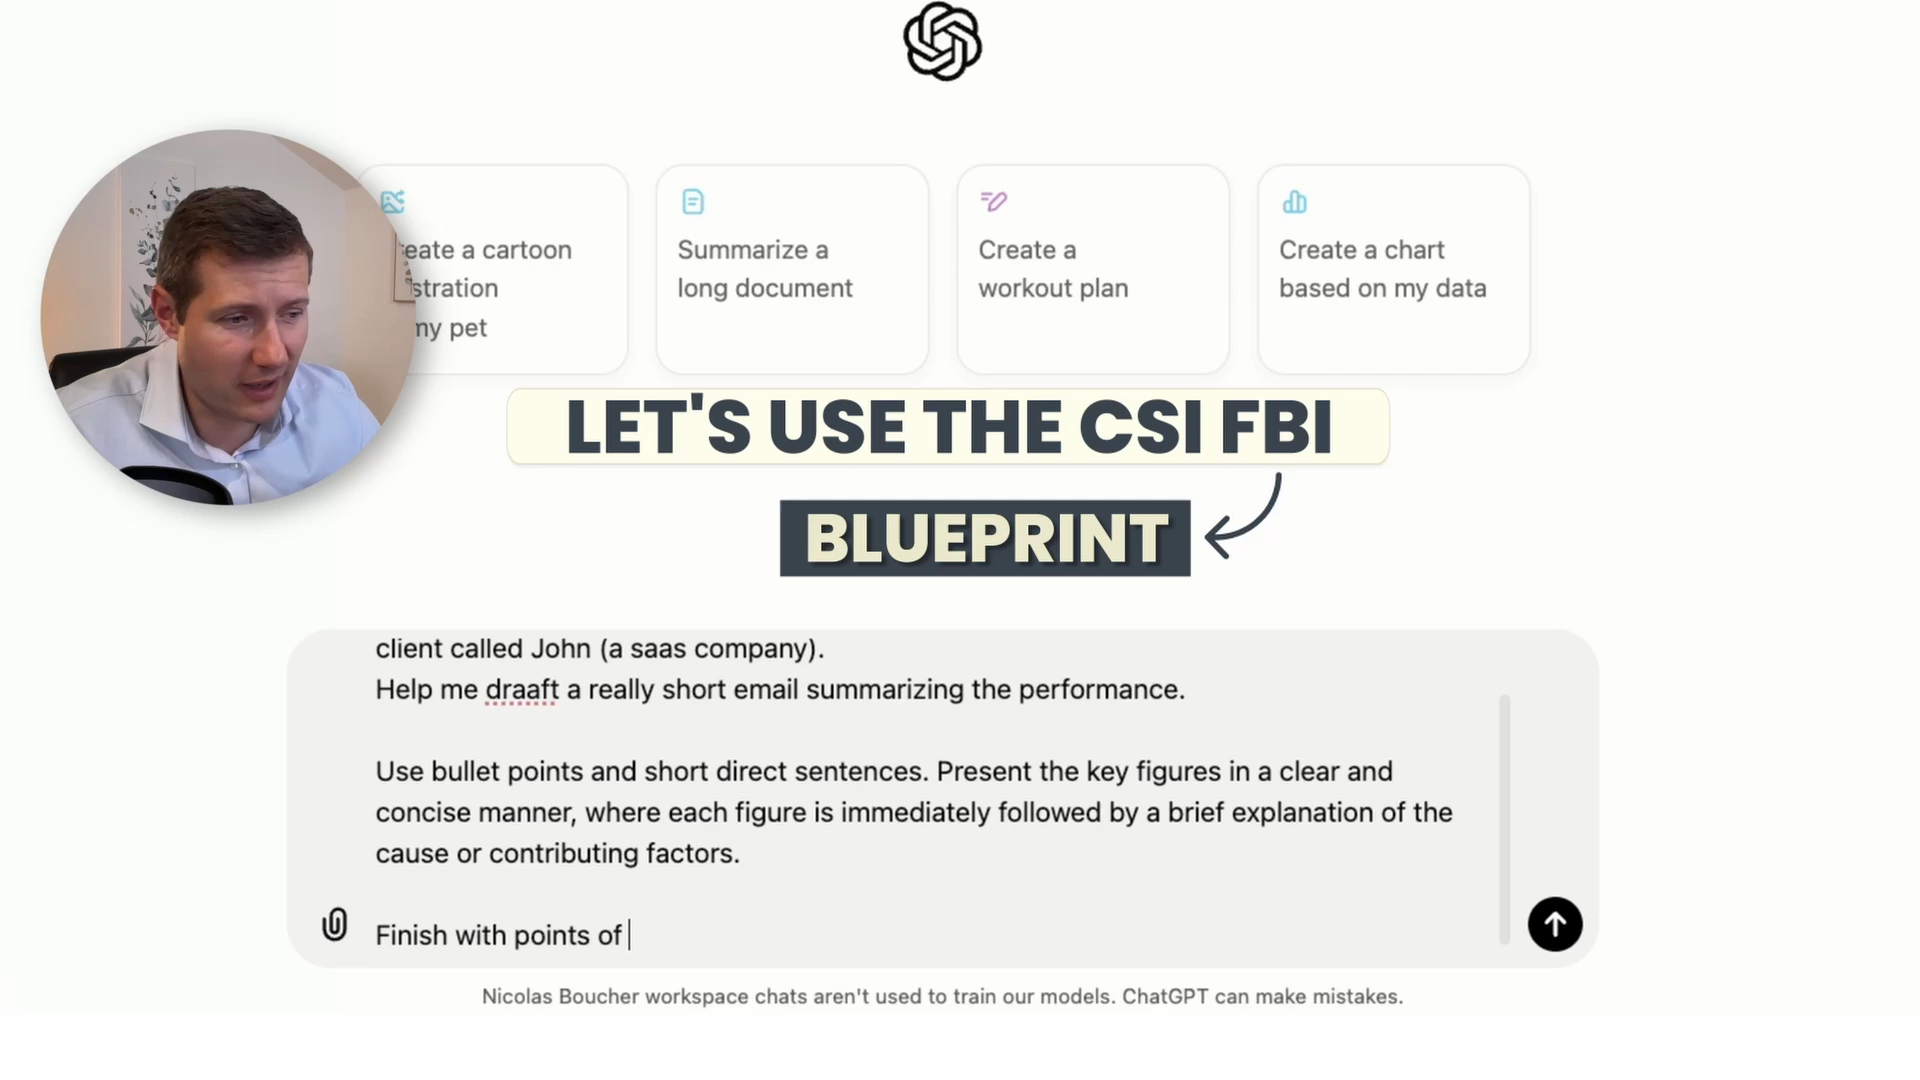 eate a cartoon
stration
my pet
Summarize a
long document
Create a
workout plan
Create a chart
based on my data
LET'S USE THE CSI FBI
BLUEPRINT
client called John (a saas company).
Help me draaft a really short email summarizing the performance.
Use bullet points and short direct sentences. Present the key figures in a clear and
concise manner, where each figure is immediately followed by a brief explanation of the
cause or contributing factors.
Finish with points of
Nicolas Boucher workspace chats aren't used to train our models. ChatGPT can make mistakes.